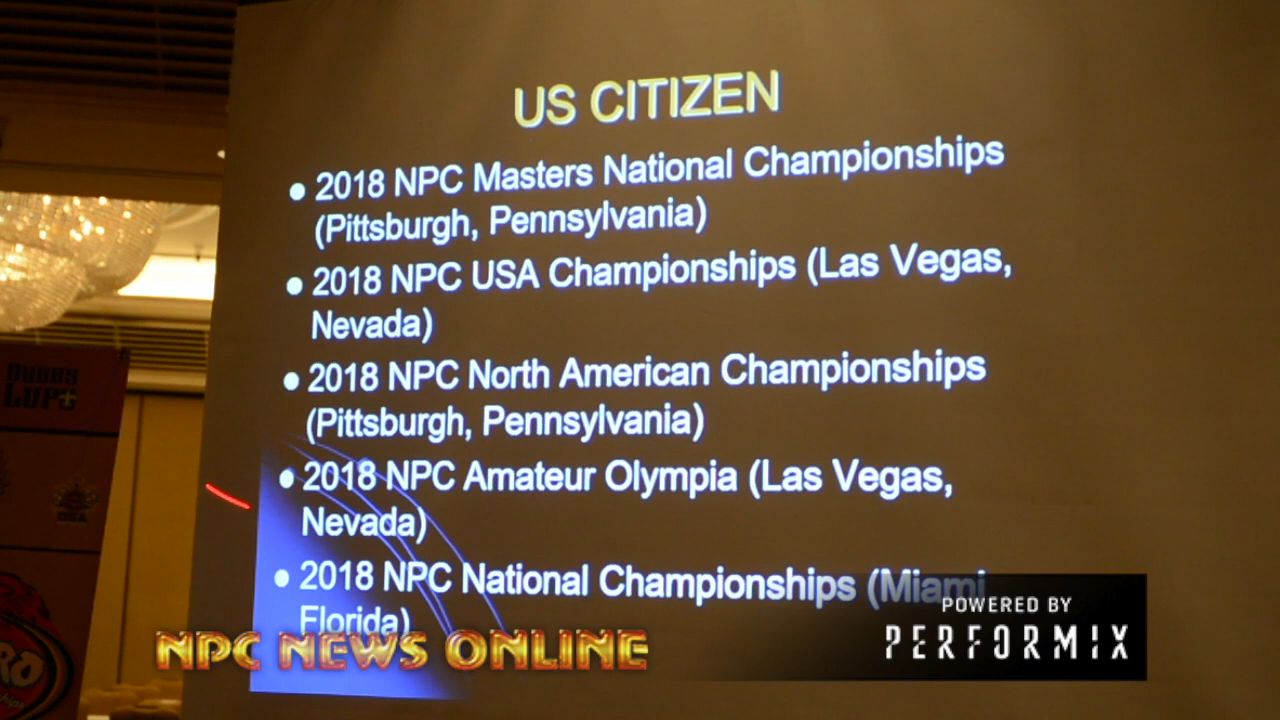 US CITIZEN
• 2018 NPC Masters National Championships
(Pittsburgh, Pennsylvania)
• 2018 NPC USA Championships (Las Vegas,
Nevada)
• 2018 NPC North American Championships
(Pittsburgh, Pennsylvania)
• 2018 NPC Amateur Olympia (Las Vegas,
Nevada)
• 2018 NPC National Championships (Miami
Florida)
NPC NEWS ONLINE
POWERED BY
PERFORMIX